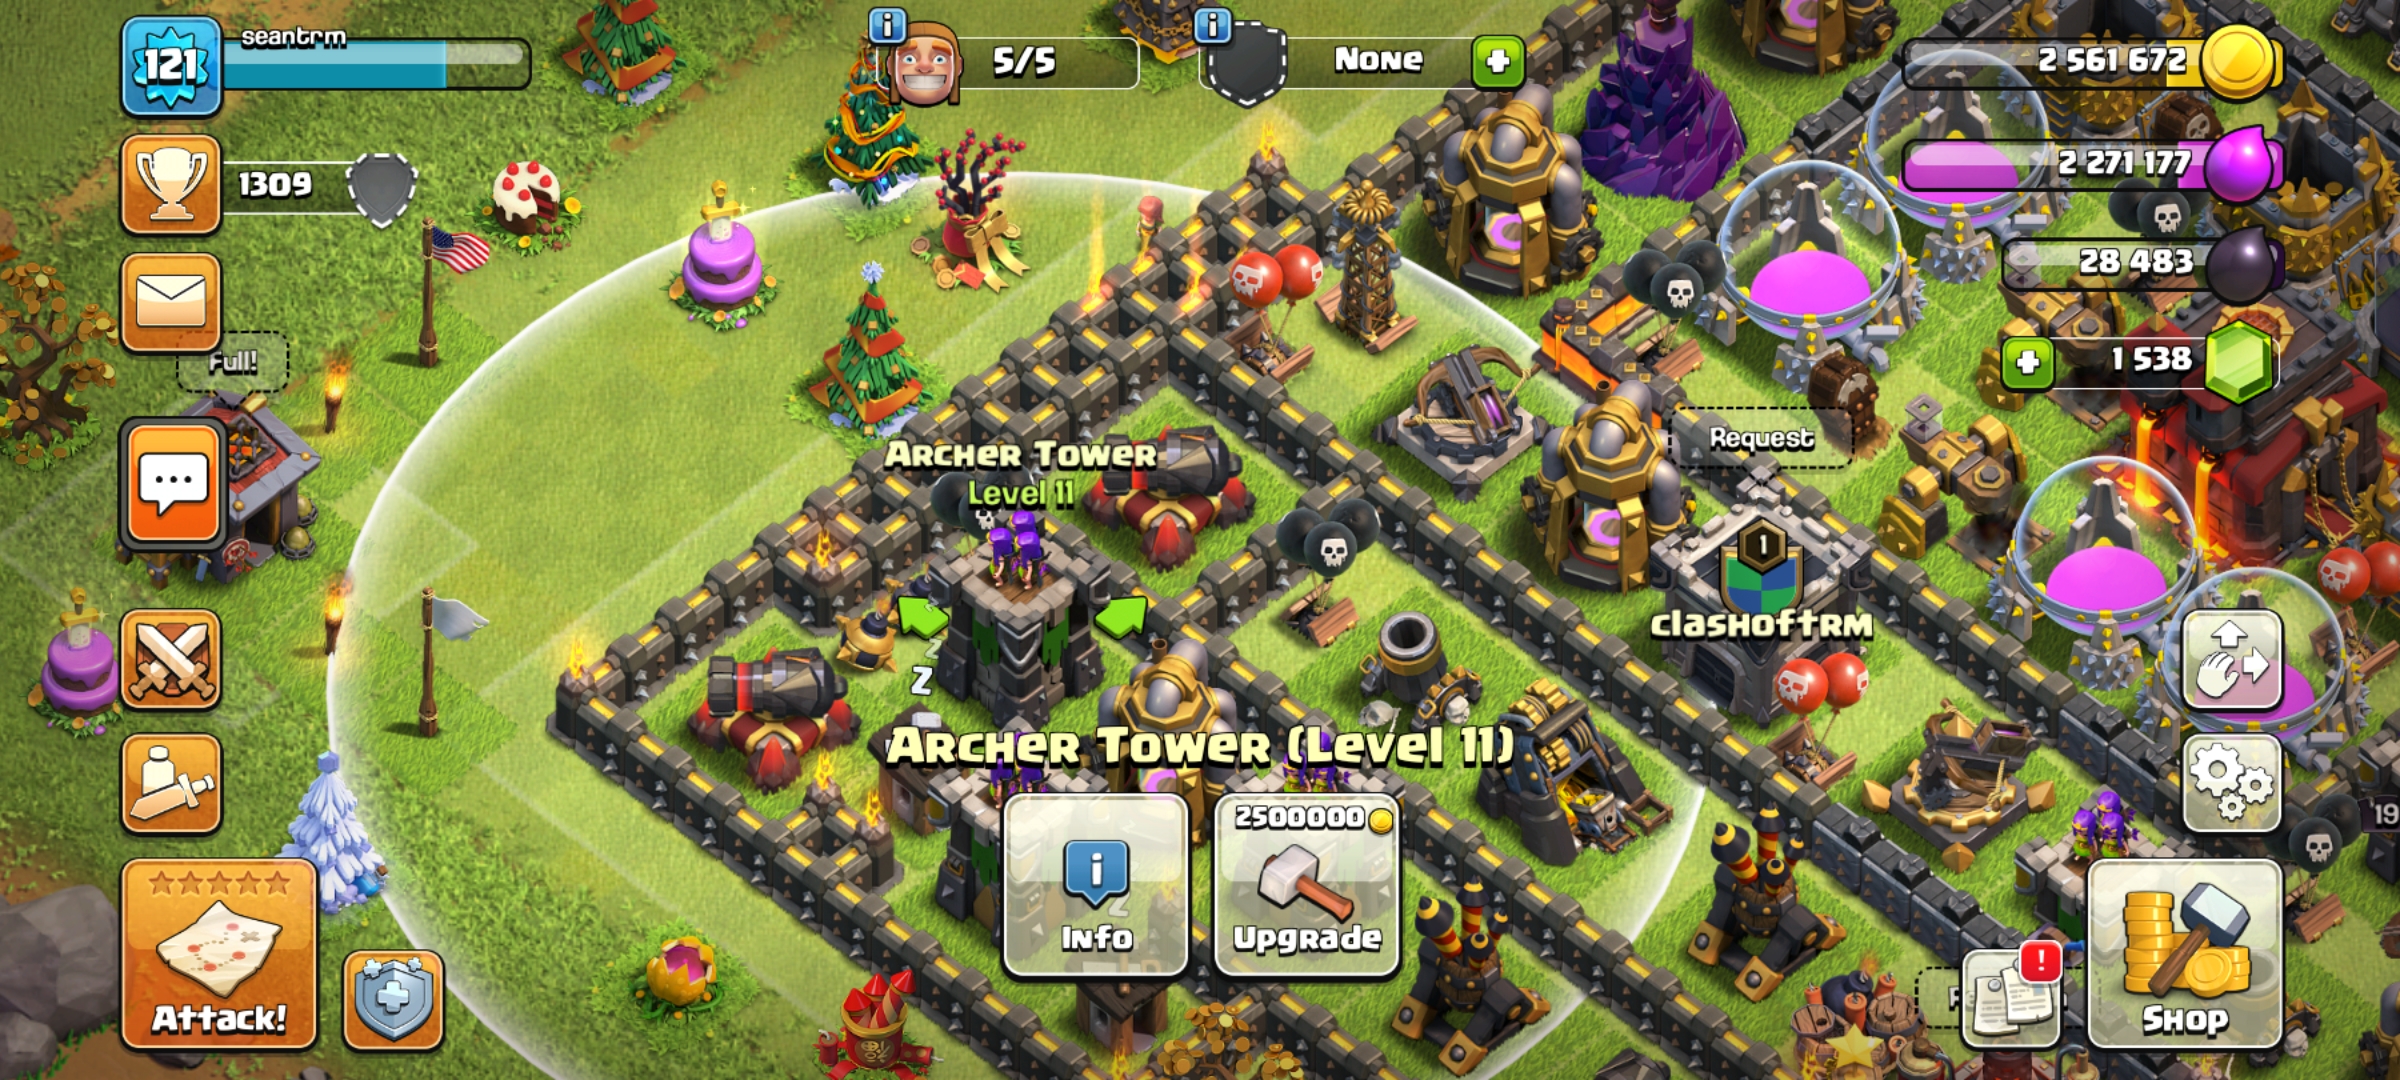 121
seantrm
5/5
None
2 561 672
1309
2 271 177
28 483
1 538
Full!
Request
Archer Tower
Level 11
1
clashoftrm
z
z
Archer Tower (Level 11)
2500000
Info
Upgrade
z
'19
Attack!
Shop